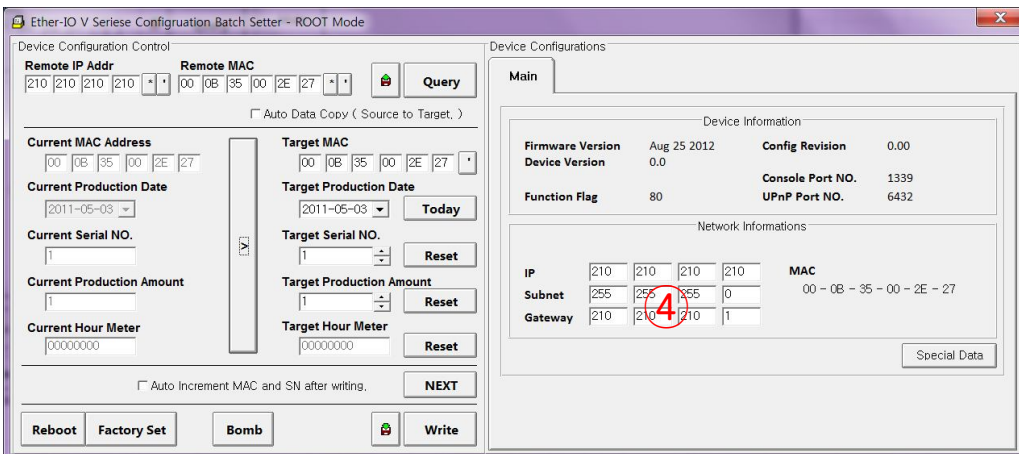 Ether-IO V Seriese Configruation Batch Setter - ROOT Mode
Device Configuration Control
Remote IP Addr Remote MAC
210 210 210 210 * ' 00 0B 35 00 2E 27 * ' Query
Auto Data Copy ( Source to Target, )
Current MAC Address Target MAC
00 0B 35 00 2E 27 00 0B 35 00 2E 27 '
Current Production Date Target Production Date
2011-05-03 2011-05-03 Today
Current Serial NO. Target Serial NO.
1 > 1 Reset
Current Production Amount Target Production Amount
1 1 Reset
Current Hour Meter Target Hour Meter
00000000 00000000 Reset
Auto Increment MAC and SN after writing, NEXT
Reboot Factory Set Bomb Write
Device Configurations
Main
Device Information
Firmware Version Aug 25 2012 Config Revision 0.00
Device Version 0.0
Console Port NO. 1339
Function Flag 80 UPnP Port NO. 6432
Network Informations
IP 210 210 210 210 MAC
Subnet 255 255 255 0 00 - 0B - 35 - 00 - 2E - 27
④
Gateway 210 210 210 1
Special Data